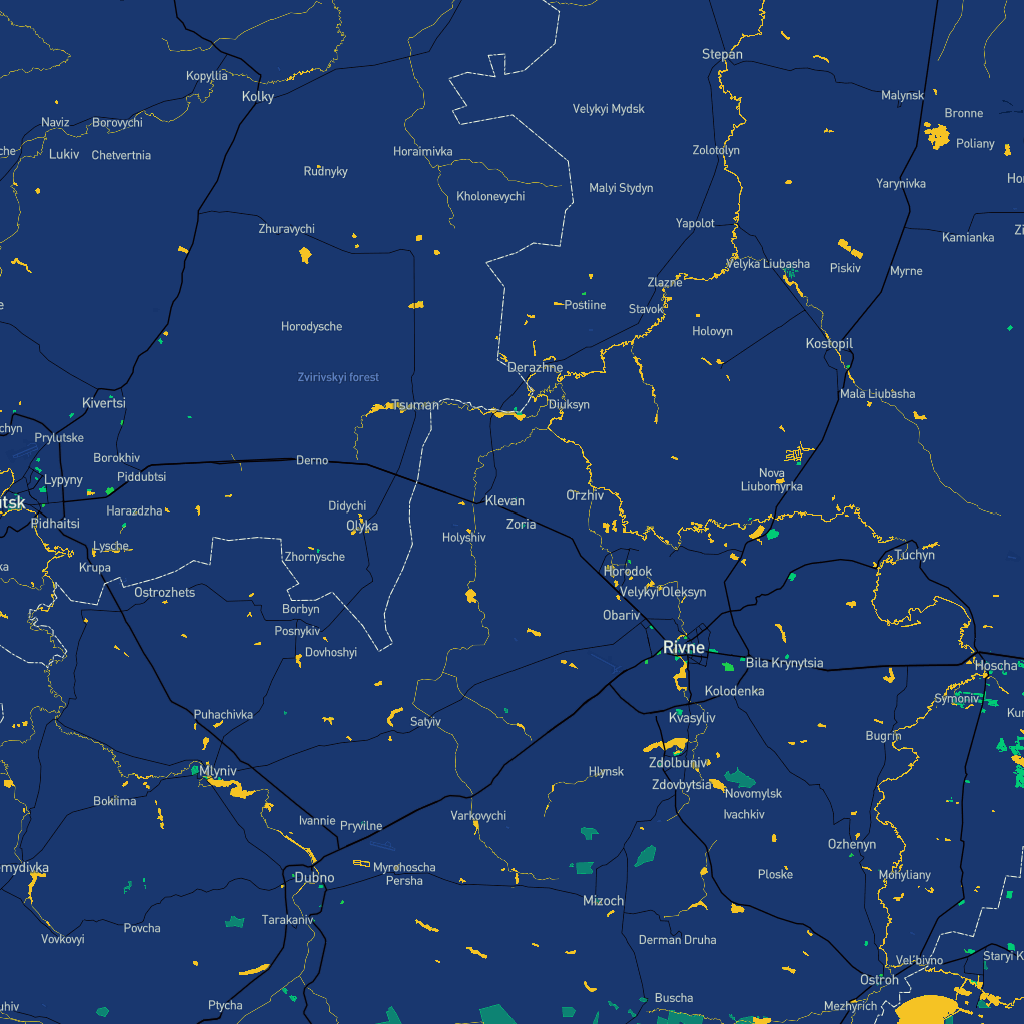 Stepan
Kopyllia
Kolky
Velykyi Mydsk
Malynsk
Bronne
Naviz
Borovychi
Lukiv
Chetvertnia
Horaimivka
Zolotolyn
Poliany
Rudnyky
Kholonevychi
Malyi Stydyn
Yarynivka
Zhuravychi
Yapolot
Kamianka
Velyka Liubasha
Piskiv
Myrne
Zlazne
Postiine
Stavok
Horodysche
Holovyn
Kostopil
Derazhne
Zvirivskyi forest
Mala Liubasha
Kivertsi
Tsuman
Diuksyn
Prylutske
Borokhiv
Derno
Piddubtsi
Lypyny
Nova
Liubomyrka
Orzhiv
Klevan
Harazdzha
Didychi
Olyka
Zoria
Pidhaitsi
Holyshiv
Lysche
Zhornysche
Tuchyn
Krupa
Horodok
Ostrozhets
Velykyi Oleksyn
Borbyn
Obariv
Posnykiv
Dovhoshyi
Rivne
Bila Krynytsia
Hoscha
Kolodenka
Symoniv
Puhachivka
Satyiv
Kvasyliv
Bugrin
Mlyniv
Hlynsk
Zdolbuniv
Zdovbytsia
Novomylsk
Bokiima
Ivannie
Pryvilne
Varkovychi
Ivachkiv
Ozhenyn
Myrohoscha
Persha
Dubno
Ploske
Mohyliany
Mizoch
Tarakaniv
Povcha
Vovkovyi
Derman Druha
Vel'biyno
Ostroh
Ptycha
Buscha
Mezhyrich